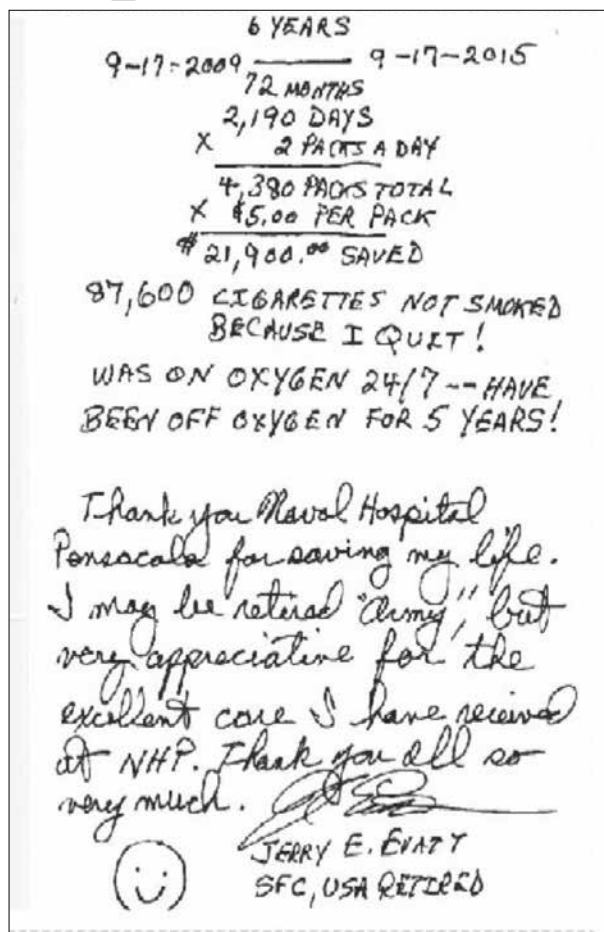 6 YEARS
9-17-2009 —— 9-17-2015
72 MONTHS
2,190 DAYS
X 2 PACKS A DAY
4,380 PACKS TOTAL
X $5.00 PER PACK
$21,900.00 SAVED
87,600 CIGARETTES NOT SMOKED
BECAUSE I QUIT!
WAS ON OXYGEN 24/7 -- HAVE
BEEN OFF OXYGEN FOR 5 YEARS!
Thank you Naval Hospital
Pensacola for saving my life.
I may be retired "Army", but
very appreciative for the
excellent care I have received
at NHP. Thank you all so
very much.
JERRY E. EVATT
SFC, USA RETIRED